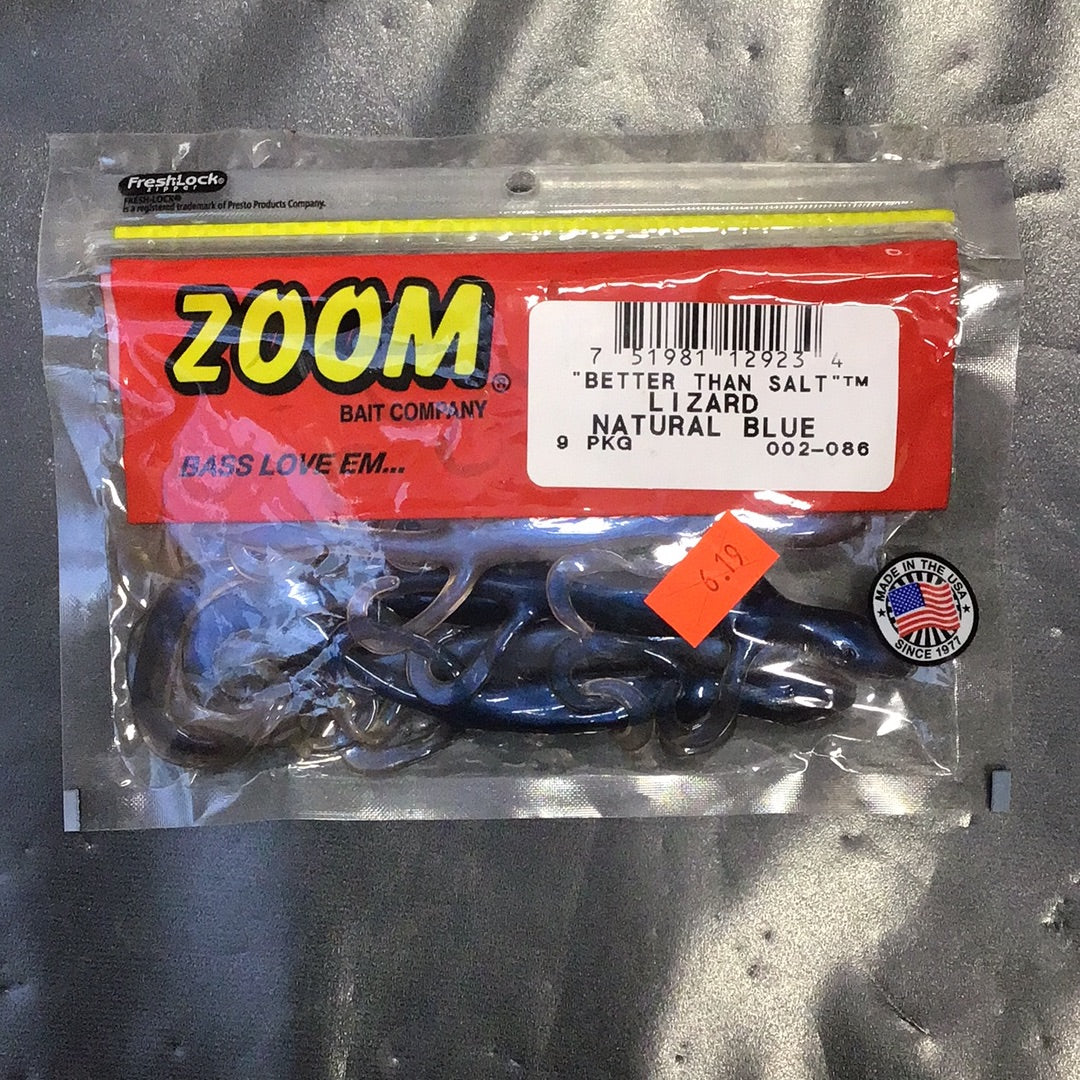 FreshLock®
zipper
FRESH-LOCK®
is a registered trademark of Presto Products Company.
ZOOM®
BAIT COMPANY
BASS LOVE EM...
7 51981 12923 4
"BETTER THAN SALT"™
LIZARD
NATURAL BLUE
9 PKG 002-086
6.19
MADE IN THE USA
SINCE 1977